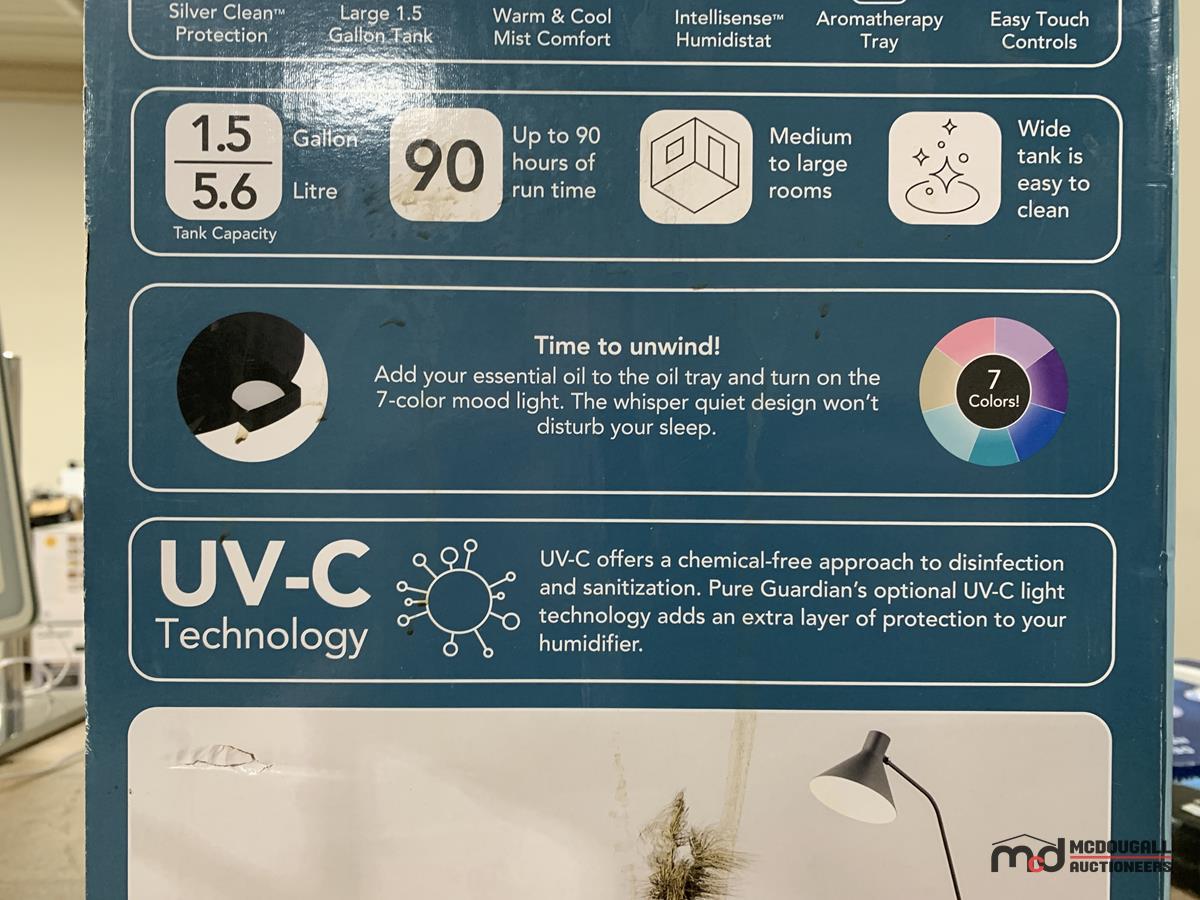 Silver Clean™
Protection
Large 1.5
Gallon Tank
Warm & Cool
Mist Comfort
Intellisense™
Humidistat
Aromatherapy
Tray
Easy Touch
Controls
1.5
5.6
Gallon
Litre
Tank Capacity
90
Up to 90
hours of
run time
Medium
to large
rooms
Wide
tank is
easy to
clean
Time to unwind!
Add your essential oil to the oil tray and turn on the
7-color mood light. The whisper quiet design won't
disturb your sleep.
7
Colors!
UV-C
Technology
UV-C offers a chemical-free approach to disinfection
and sanitization. Pure Guardian's optional UV-C light
technology adds an extra layer of protection to your
humidifier.
mcd
MCDOUGALL
AUCTIONEERS